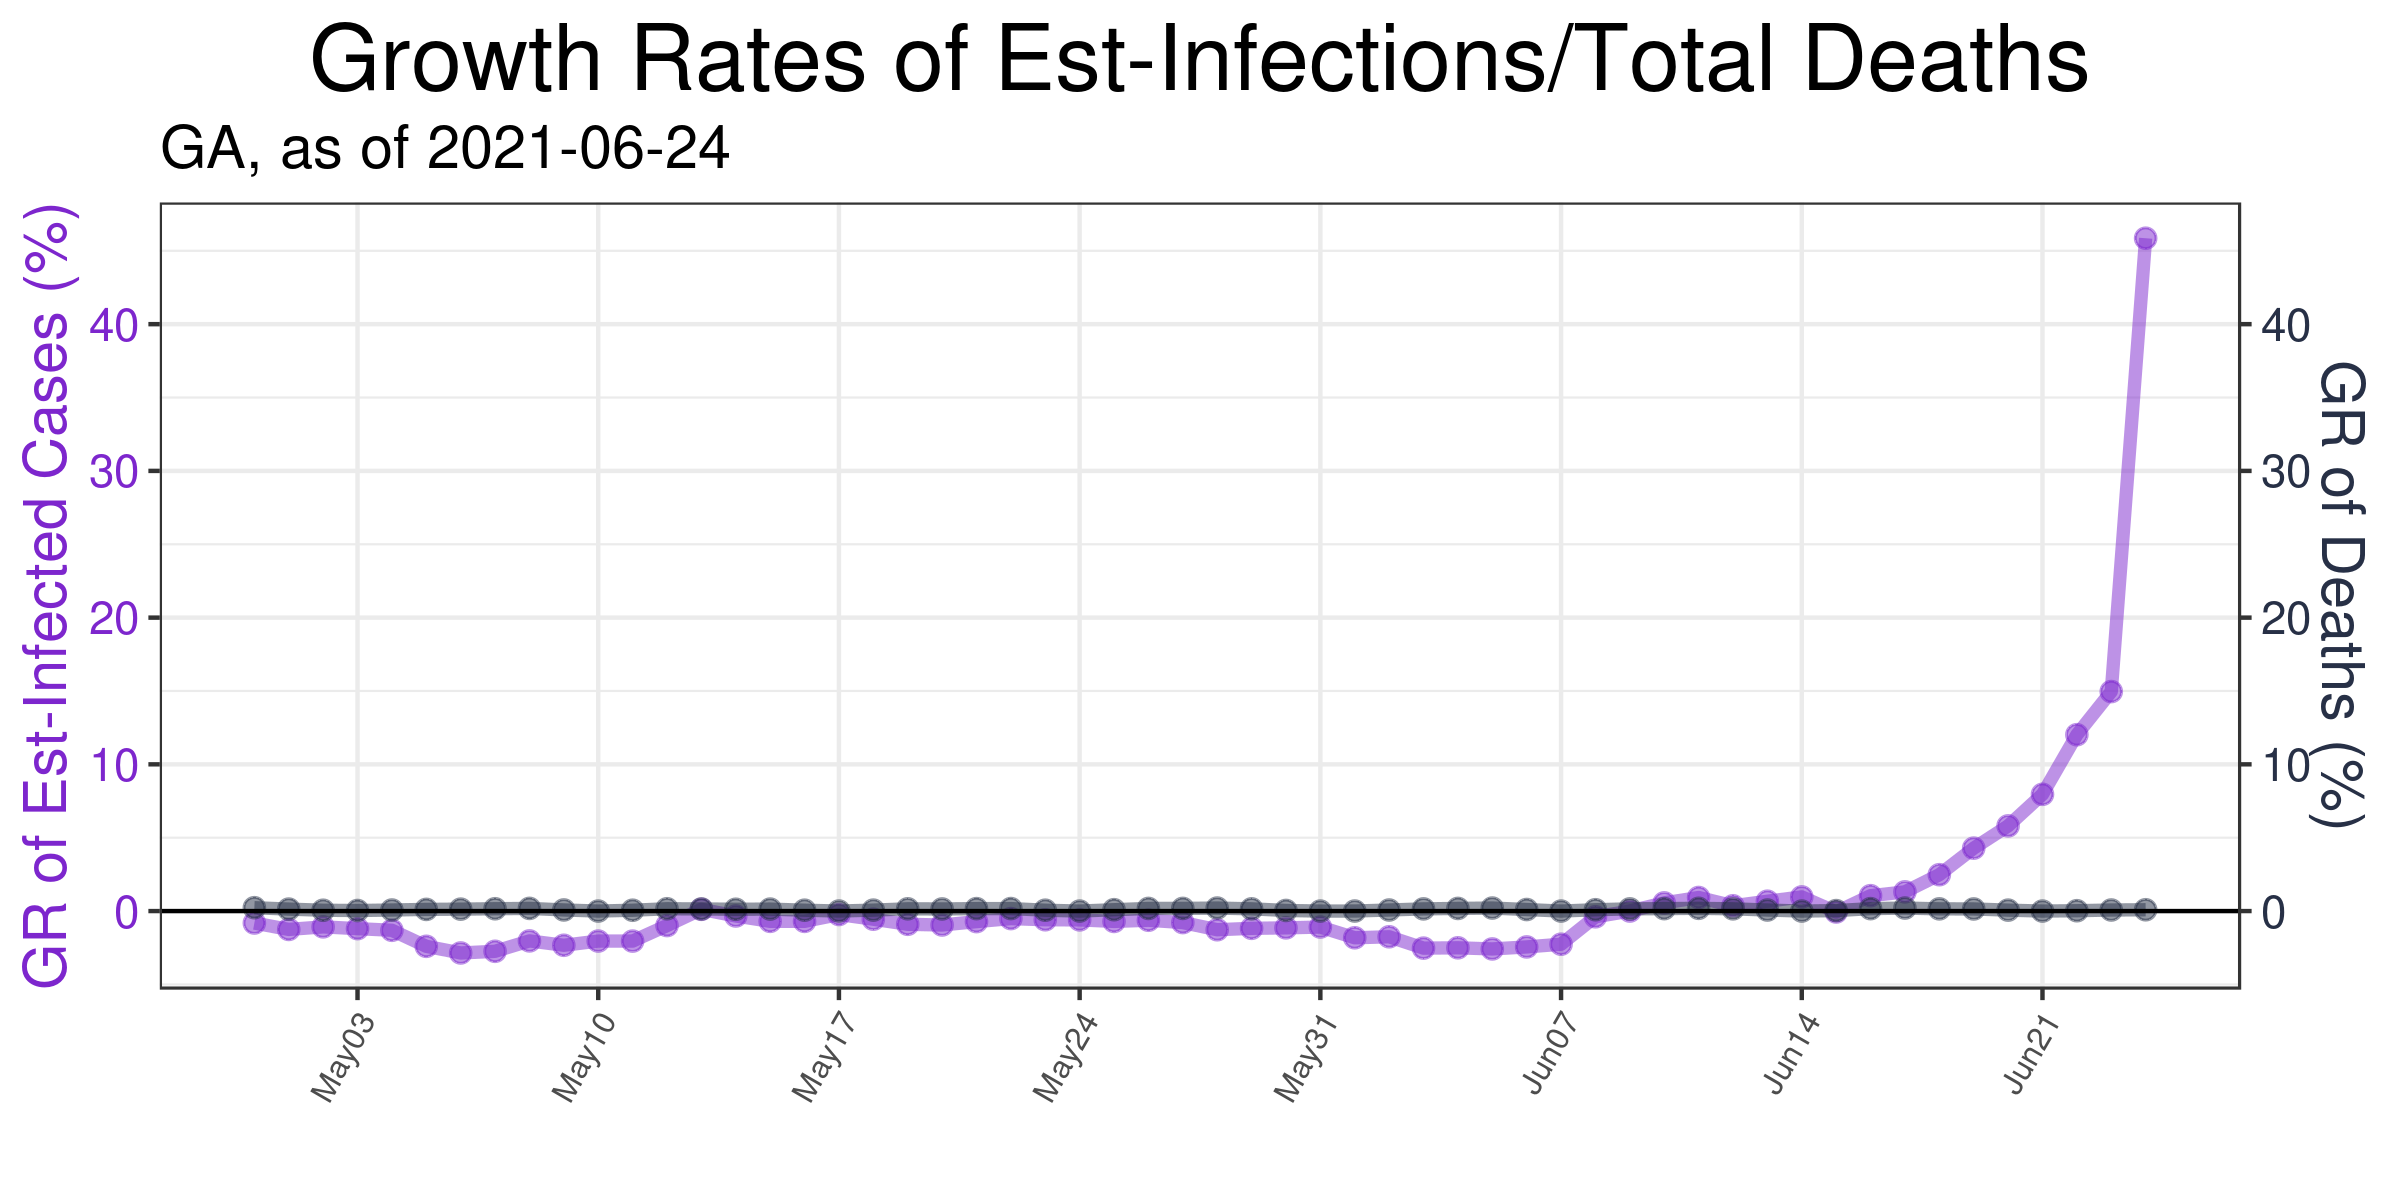 Growth Rates of Est-Infections/Total Deaths
GA, as of 2021-06-24
GR of Est-Infected Cases (%)
40
30
20
10
0
40
30
20
10
0
GR of Deaths (%)
May03
May10
May17
May24
May31
Jun07
Jun14
Jun21